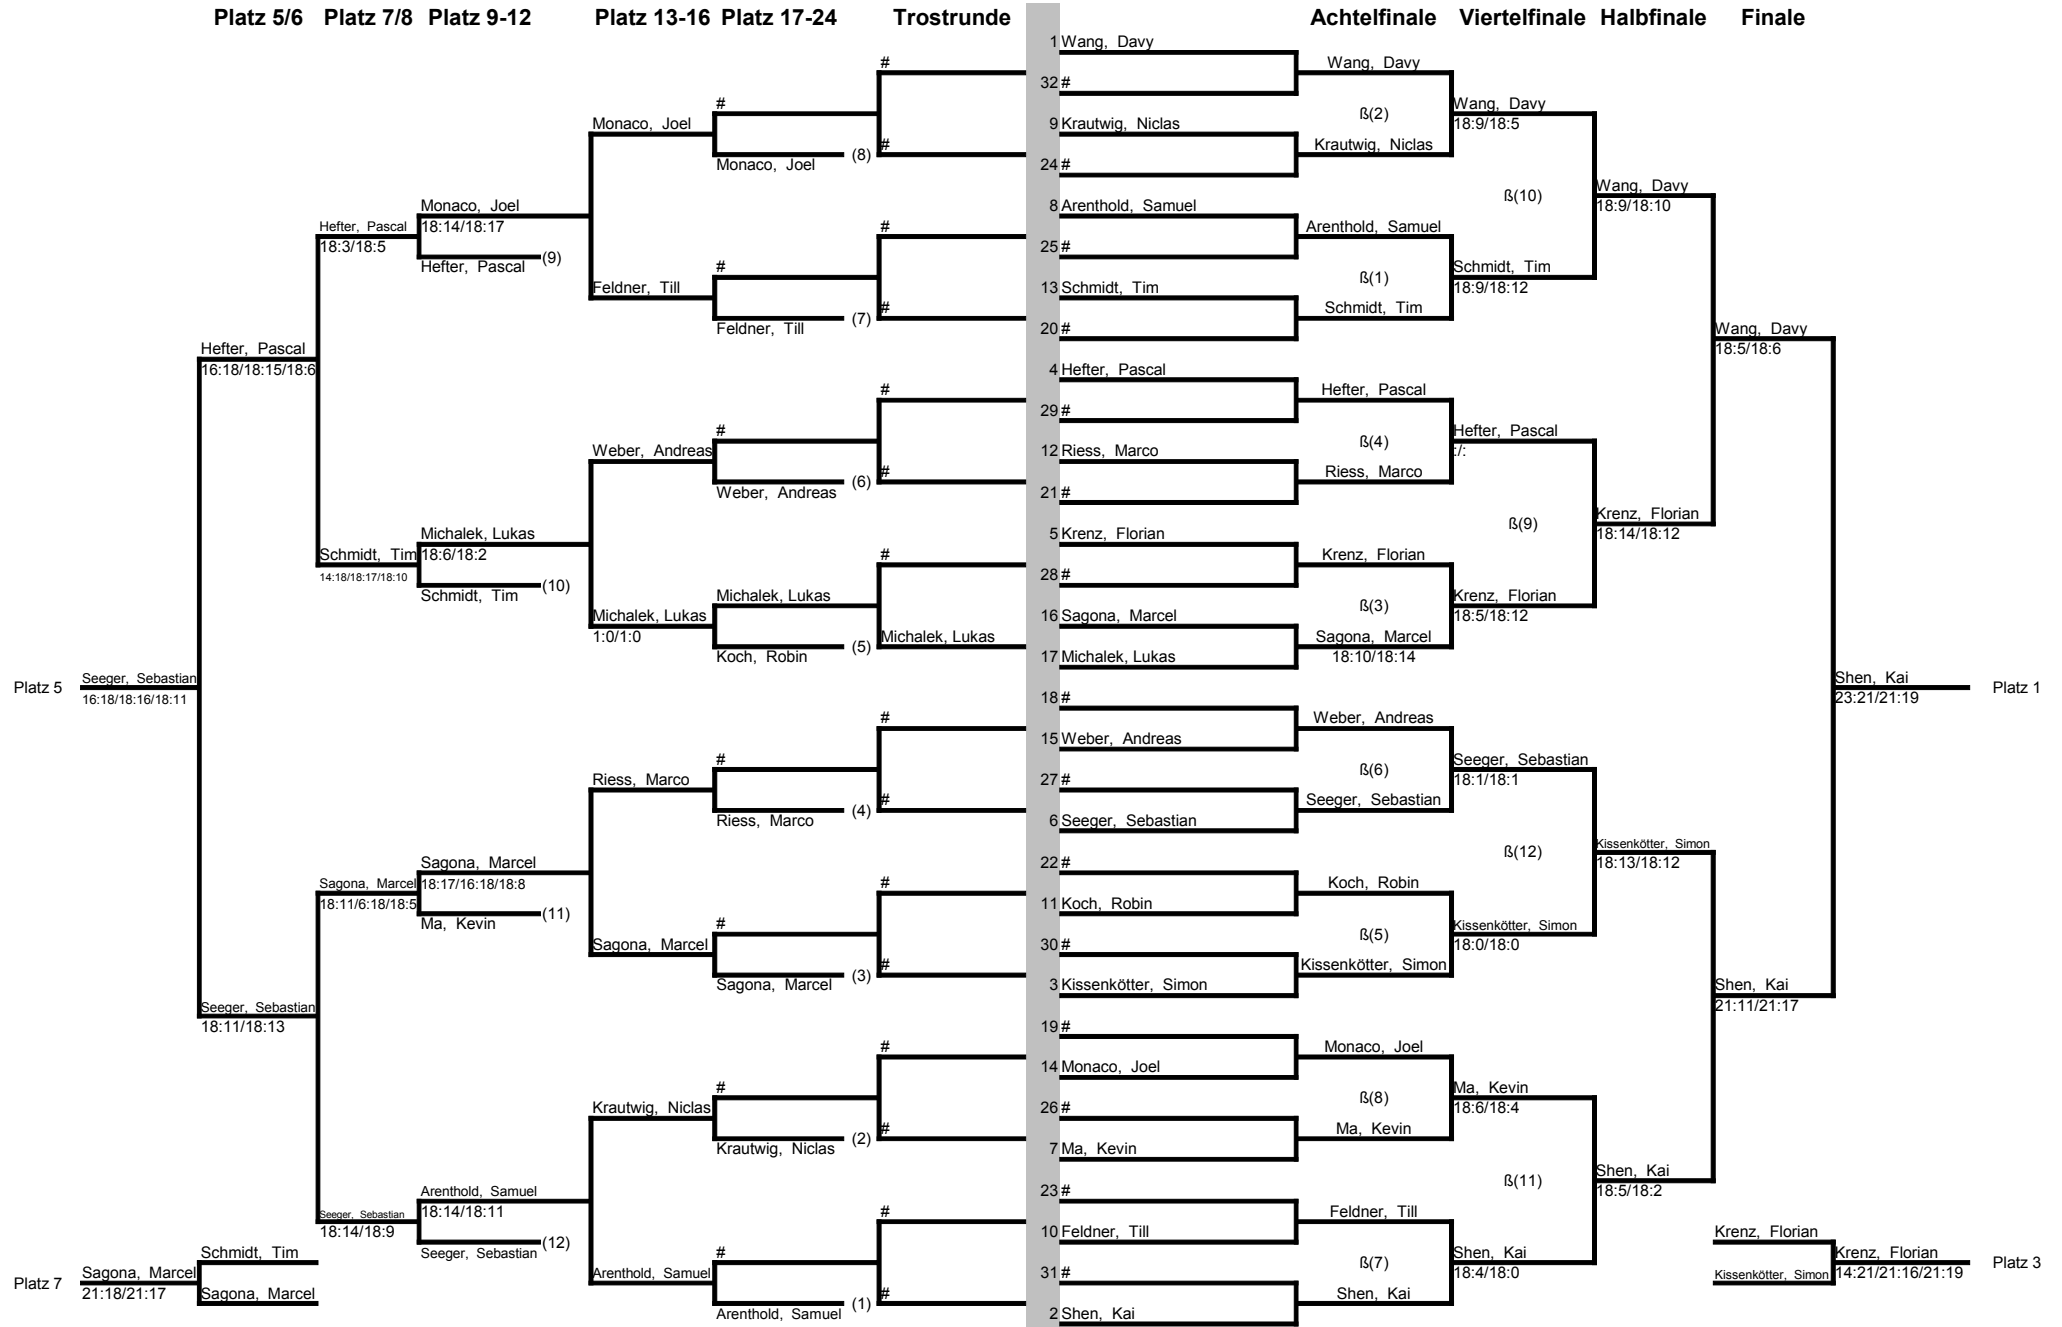 Platz 5/6 Platz 7/8 Platz 9-12 Platz 13-16 Platz 17-24 Trostrunde Achtelfinale Viertelfinale Halbfinale Finale
1 Wang, Davy
# Wang, Davy
32 #
# Wang, Davy
Monaco, Joel ß(2) 18:9/18:5
9 Krautwig, Niclas
Monaco, Joel (8) # Krautwig, Niclas
24 #
Monaco, Joel ß(10) Wang, Davy
18:14/18:17 8 Arenthold, Samuel 18:9/18:10
Hefter, Pascal # Arenthold, Samuel
18:3/18:5 25 #
Hefter, Pascal (9) # Schmidt, Tim
Feldner, Till 13 Schmidt, Tim ß(1) 18:9/18:12
Feldner, Till (7) # Schmidt, Tim
20 # Wang, Davy
Hefter, Pascal 18:5/18:6
16:18/18:15/18:6 4 Hefter, Pascal
# Hefter, Pascal
29 #
# Hefter, Pascal
Weber, Andreas 12 Riess, Marco ß(4) :/:
Weber, Andreas (6) # Riess, Marco
21 #
Michalek, Lukas 5 Krenz, Florian ß(9) Krenz, Florian
18:6/18:2 18:14/18:12
Schmidt, Tim # Krenz, Florian
14:18/18:17/18:10 28 #
Schmidt, Tim (10) Michalek, Lukas Krenz, Florian
Michalek, Lukas 16 Sagona, Marcel ß(3) 18:5/18:12
1:0/1:0 Koch, Robin (5) Michalek, Lukas Sagona, Marcel
17 Michalek, Lukas 18:10/18:14
Platz 5 Seeger, Sebastian Shen, Kai Platz 1
16:18/18:16/18:11 18 # 23:21/21:19
# Weber, Andreas
15 Weber, Andreas
# Seeger, Sebastian
Riess, Marco 27 # ß(6) 18:1/18:1
Riess, Marco (4) # Seeger, Sebastian
6 Seeger, Sebastian
Sagona, Marcel 22 # ß(12) Kissenkötter, Simon
18:17/16:18/18:8 18:13/18:12
Sagona, Marcel # Koch, Robin
18:11/6:18/18:5 11 Koch, Robin
Ma, Kevin (11) # Kissenkötter, Simon
Sagona, Marcel 30 # ß(5) 18:0/18:0
Sagona, Marcel (3) # Kissenkötter, Simon
3 Kissenkötter, Simon Shen, Kai
Seeger, Sebastian 21:11/21:17
18:11/18:13 19 #
# Monaco, Joel
14 Monaco, Joel
# Ma, Kevin
Krautwig, Niclas 26 # ß(8) 18:6/18:4
Krautwig, Niclas (2) # Ma, Kevin
7 Ma, Kevin
Arenthold, Samuel 23 # ß(11) Shen, Kai
18:14/18:11 18:5/18:2
Seeger, Sebastian # Feldner, Till
18:14/18:9 10 Feldner, Till Krenz, Florian
Schmidt, Tim Seeger, Sebastian (12) # Shen, Kai Krenz, Florian
Platz 7 Sagona, Marcel Arenthold, Samuel 31 # ß(7) 18:4/18:0 Kissenkötter, Simon 14:21/21:16/21:19 Platz 3
21:18/21:17 Sagona, Marcel Arenthold, Samuel (1) # Shen, Kai
2 Shen, Kai